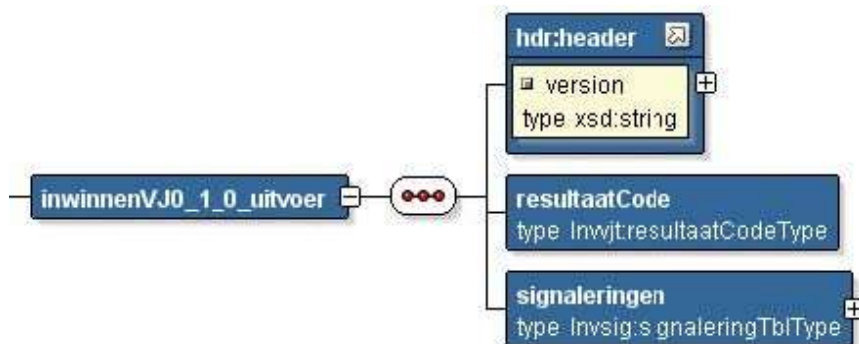 hdr:header
version
type xsd:string
inwinnenVJ0_1_0_uitvoer
resultaatCode
type Invvjt:resultaatCodeType
signaleringen
type Invsig:signaleringTblType